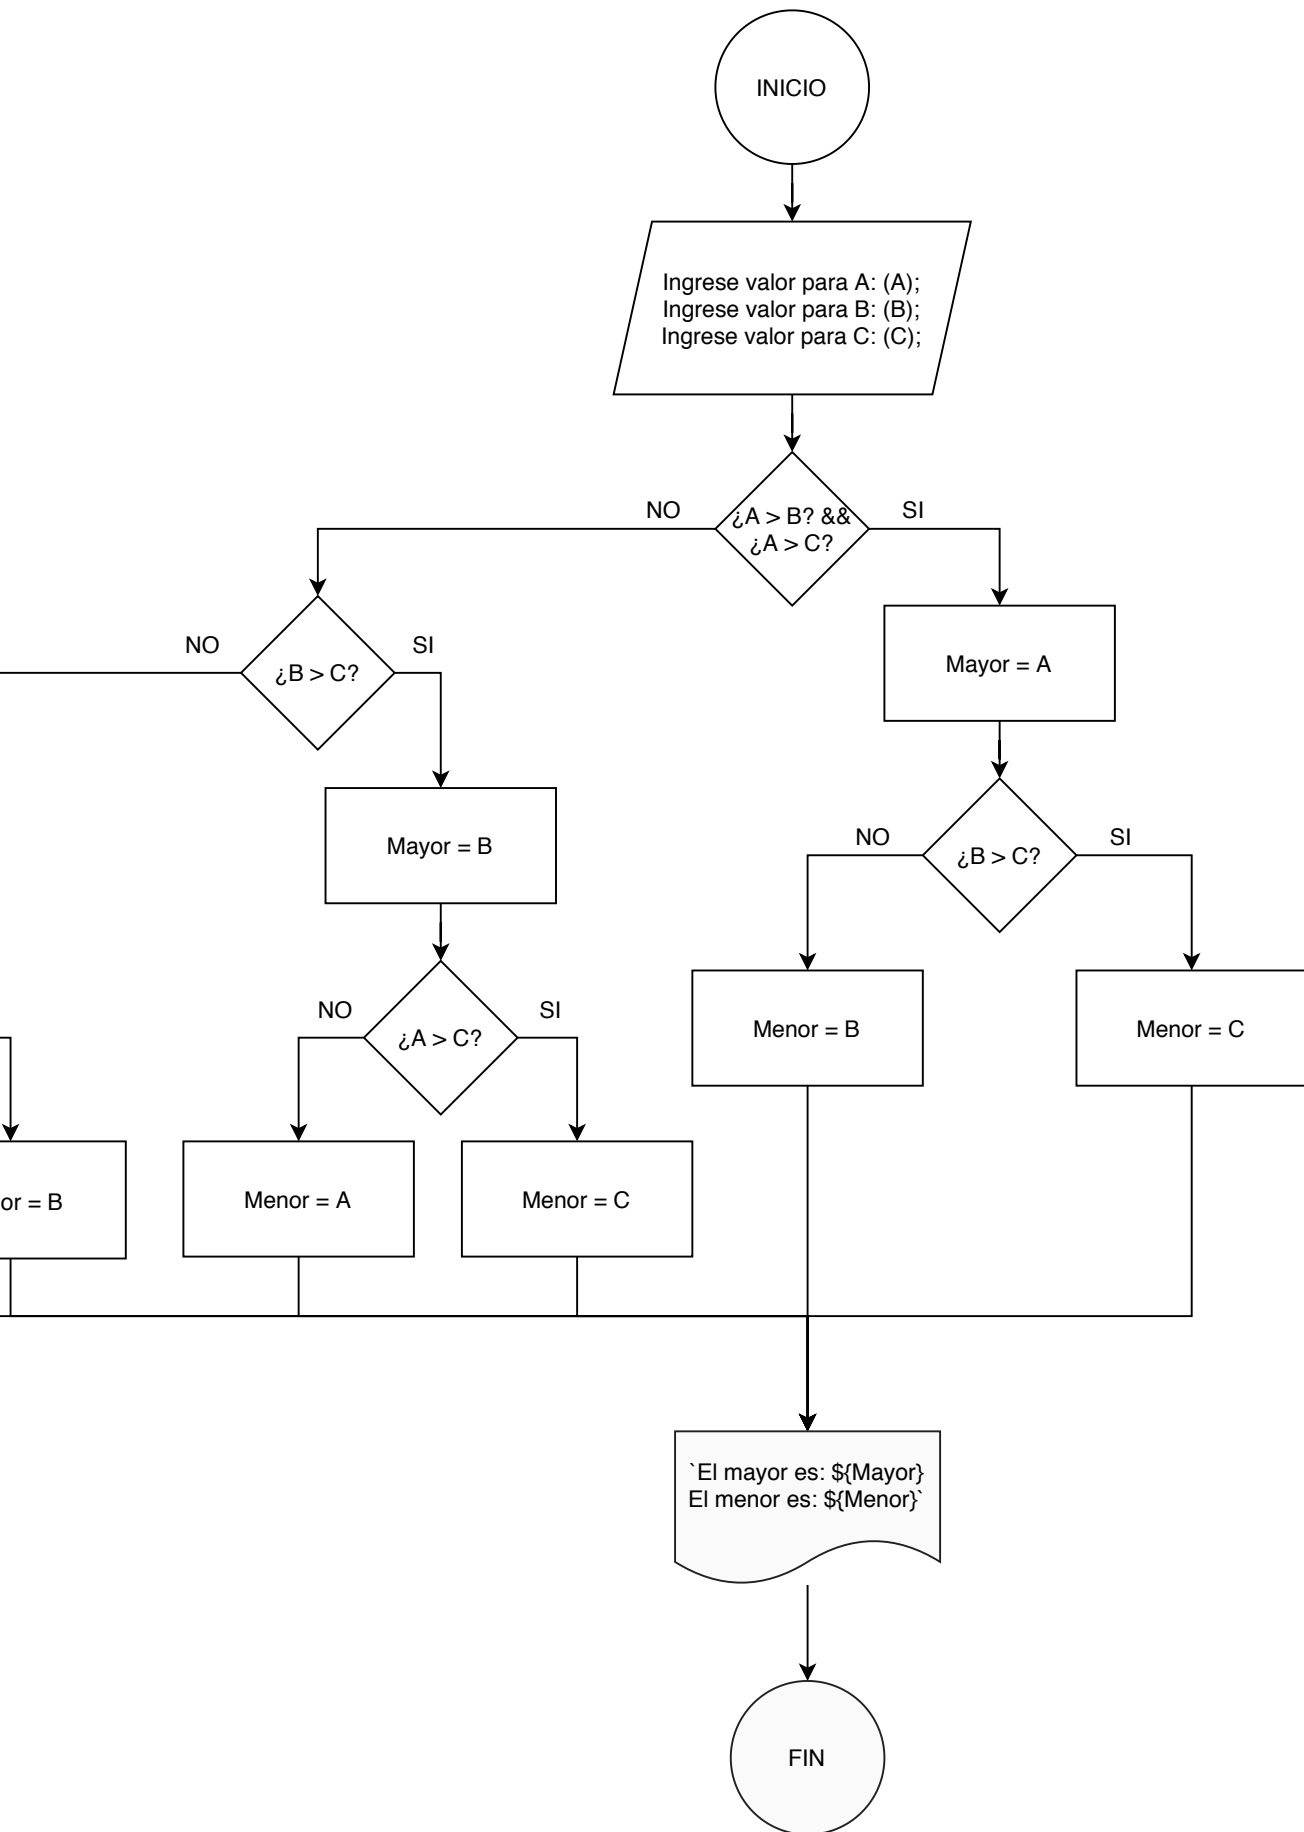 INICIO
Ingrese valor para A: (A);
Ingrese valor para B: (B);
Ingrese valor para C: (C);
NO
¿A > B? &&
¿A > C?
SI
NO
¿B > C?
SI
Mayor = A
Mayor = B
NO
¿B > C?
SI
NO
¿A > C?
SI
Menor = B
Menor = C
or = B
Menor = A
Menor = C
`El mayor es: ${Mayor}
El menor es: ${Menor}`
FIN